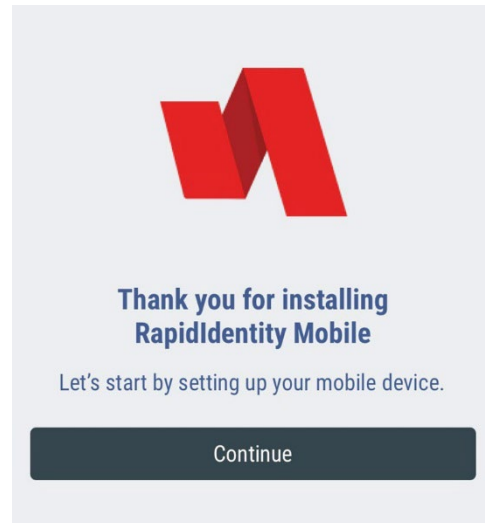 Thank you for installing
RapidIdentity Mobile
Let's start by setting up your mobile device.
Continue